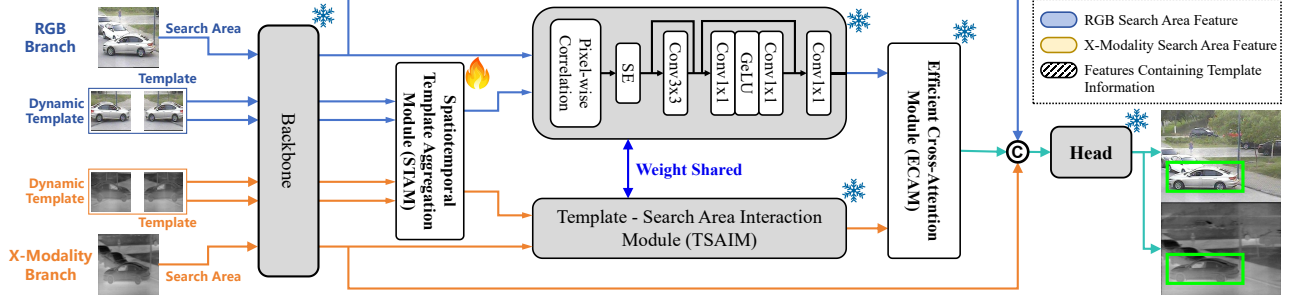 RGB
Branch
Search Area
Template
Dynamic
Template
Dynamic
Template
Template
X-Modality
Branch
Search Area
Backbone
Spatiotemporal
Template Aggregation
Module (STAM)
Pixel-wise
Correlation
SE
Conv3x3
Conv1x1
GeLU
Conv1x1
Conv1x1
Weight Shared
Template - Search Area Interaction
Module (TSAIM)
Efficient Cross-Attention
Module (ECAM)
C
Head
RGB Search Area Feature
X-Modality Search Area Feature
Features Containing Template
Information